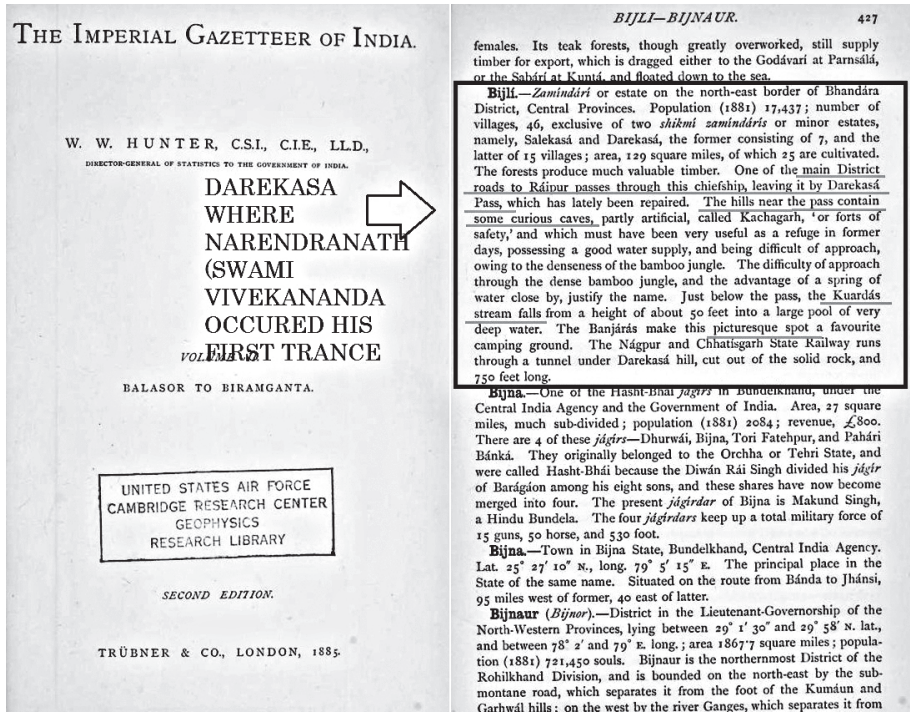 THE IMPERIAL GAZETTEER OF INDIA.
W. W. HUNTER, C.S.I., C.I.E., LL.D.,
DIRECTOR-GENERAL OF STATISTICS TO THE GOVERNMENT OF INDIA.
DAREKASA
WHERE
NARENDRANATH
(SWAMI
VIVEKANANDA
OCCURED HIS
FIRST TRANCE
BALASOR TO BIRAMGANTA.
UNITED STATES AIR FORCE
CAMBRIDGE RESEARCH CENTER
GEOPHYSICS
RESEARCH LIBRARY
SECOND EDITION.
TRÜBNER & CO., LONDON, 1885.
BIJLI—BIJNAUR. 427
females. Its teak forests, though greatly overworked, still supply
timber for export, which is dragged either to the Godávari at Parnsálá,
or the Sabári at Kuntá, and floated down to the sea.
Bijlí.—Zamíndárí or estate on the north-east border of Bhandára
District, Central Provinces. Population (1881) 17,437; number of
villages, 46, exclusive of two shikmi zamíndárís or minor estates,
namely, Salekasá and Darekasá, the former consisting of 7, and the
latter of 15 villages; area, 129 square miles, of which 25 are cultivated.
The forests produce much valuable timber. One of the main District
roads to Ráipur passes through this chiefship, leaving it by Darekasá
Pass, which has lately been repaired. The hills near the pass contain
some curious caves, partly artificial, called Kachagarh, 'or forts of
safety,' and which must have been very useful as a refuge in former
days, possessing a good water supply, and being difficult of approach,
owing to the denseness of the bamboo jungle. The difficulty of approach
through the dense bamboo jungle, and the advantage of a spring of
water close by, justify the name. Just below the pass, the Kuardás
stream falls from a height of about 50 feet into a large pool of very
deep water. The Banjárás make this picturesque spot a favourite
camping ground. The Nágpur and Chhatísgarh State Railway runs
through a tunnel under Darekasá hill, cut out of the solid rock, and
750 feet long.
Bijna.—One of the Hasht-Bhái jágírs in Bundelkhand, under the
Central India Agency and the Government of India. Area, 27 square
miles, much sub-divided; population (1881) 2084; revenue, £800.
There are 4 of these jágírs—Dhurwái, Bijna, Tori Fatehpur, and Pahári
Bánká. They originally belonged to the Orchha or Tehri State, and
were called Hasht-Bhái because the Diwán Rái Singh divided his jágír
of Barágáon among his eight sons, and these shares have now become
merged into four. The present jágírdar of Bijna is Makund Singh,
a Hindu Bundela. The four jágírdars keep up a total military force of
15 guns, 50 horse, and 530 foot.
Bijna.—Town in Bijna State, Bundelkhand, Central India Agency.
Lat. 25° 27′ 10″ N., long. 79° 5′ 15″ E. The principal place in the
State of the same name. Situated on the route from Bánda to Jhánsi,
95 miles west of former, 40 east of latter.
Bijnaur (Bijnor).—District in the Lieutenant-Governorship of the
North-Western Provinces, lying between 29° 1′ 30″ and 29° 58′ N. lat.,
and between 78° 2′ and 79° E. long.; area 1867·7 square miles; popula-
tion (1881) 721,450 souls. Bijnaur is the northernmost District of the
Rohilkhand Division, and is bounded on the north-east by the sub-
montane road, which separates it from the foot of the Kumáun and
Garhwál hills; on the west by the river Ganges, which separates it from